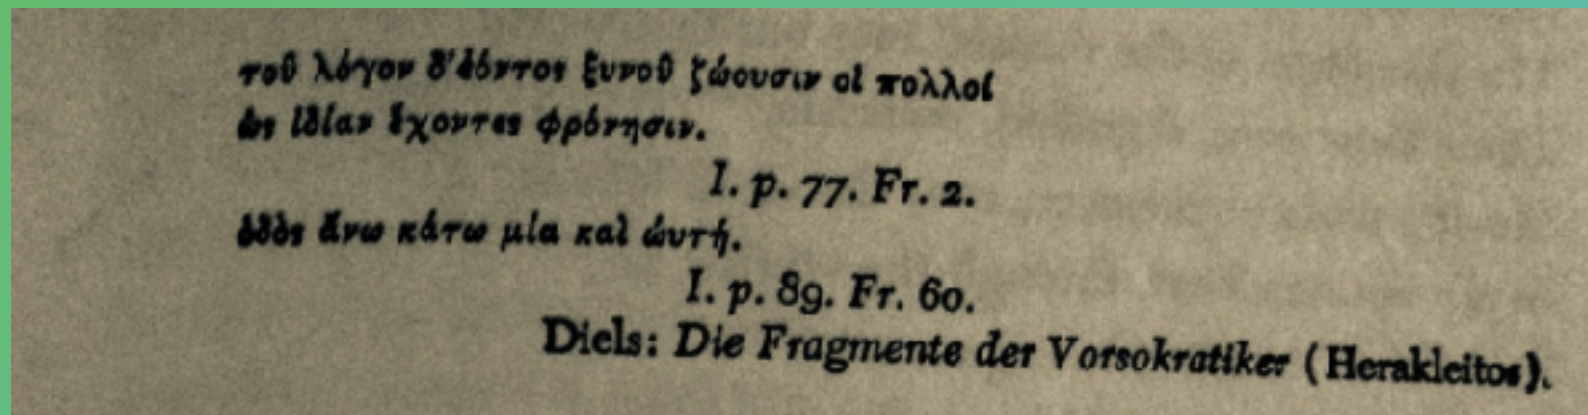 τοῦ λόγον δ'ἐόντος ξυνοῦ ζώουσιν οἱ πολλοί
ὡς ἰδίαν ἔχοντες φρόνησιν.
I. p. 77. Fr. 2.
ὁδὸς ἄνω κάτω μία καὶ ὡυτή.
I. p. 89. Fr. 60.
Diels: Die Fragmente der Vorsokratiker (Herakleitos).